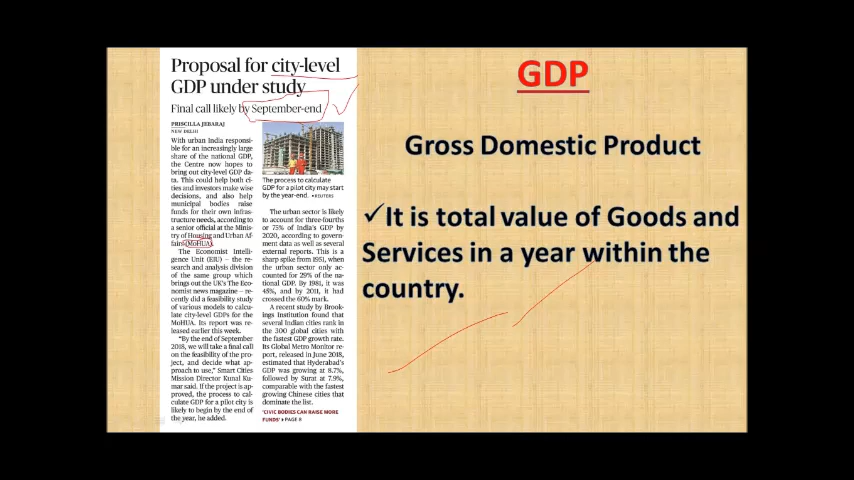 Proposal for city-level
GDP under study
Final call likely by September-end
PRISCILLA JEBARAJ
NEW DELHI
With urban India responsi-
ble for an increasingly large
share of the national GDP,
the Centre now hopes to
bring out city-level GDP da-
ta. This could help both ci-
ties and investors make wise
decisions, and also help
municipal bodies raise
funds for their own infras-
tructure needs, according to
a senior official at the Minis-
try of Housing and Urban Af-
fairs (MoHUA).
The Economist Intelli-
gence Unit (EIU) — the re-
search and analysis division
of the same group which
brings out the UK's The Eco-
nomist news magazine — re-
cently did a feasibility study
of various models to calcu-
late city-level GDPs for the
MoHUA. Its report was re-
leased earlier this week.
"By the end of September
2018, we will take a final call
on the feasibility of the pro-
ject, and decide what ap-
proach to use," Smart Cities
Mission Director Kunal Ku-
mar said. If the project is ap-
proved, the process to cal-
culate GDP for a pilot city is
likely to begin by the end of
the year, he added.
The process to calculate
GDP for a pilot city may start
by the year-end. •REUTERS
The urban sector is likely to
account for three-fourths
or 75% of India's GDP by
2020, according to govern-
ment data as well as several
external reports. This is a
sharp spike from 1951, when
the urban sector only ac-
counted for 29% of the na-
tional GDP. By 1981, it was
45%, and by 2011, it had
crossed the 60% mark.
A recent study by Brook-
ings Institution found that
several Indian cities rank in
the 300 global cities with
the fastest GDP growth rate.
Its Global Metro Monitor re-
port, released in June 2018,
estimated that Hyderabad's
GDP was growing at 8.7%,
followed by Surat at 7.9%,
comparable with the fastest
growing Chinese cities that
dominate the list.
'CIVIC BODIES CAN RAISE MORE
FUNDS' ▸ PAGE 8
GDP
Gross Domestic Product
✓It is total value of Goods and
Services in a year within the
country.